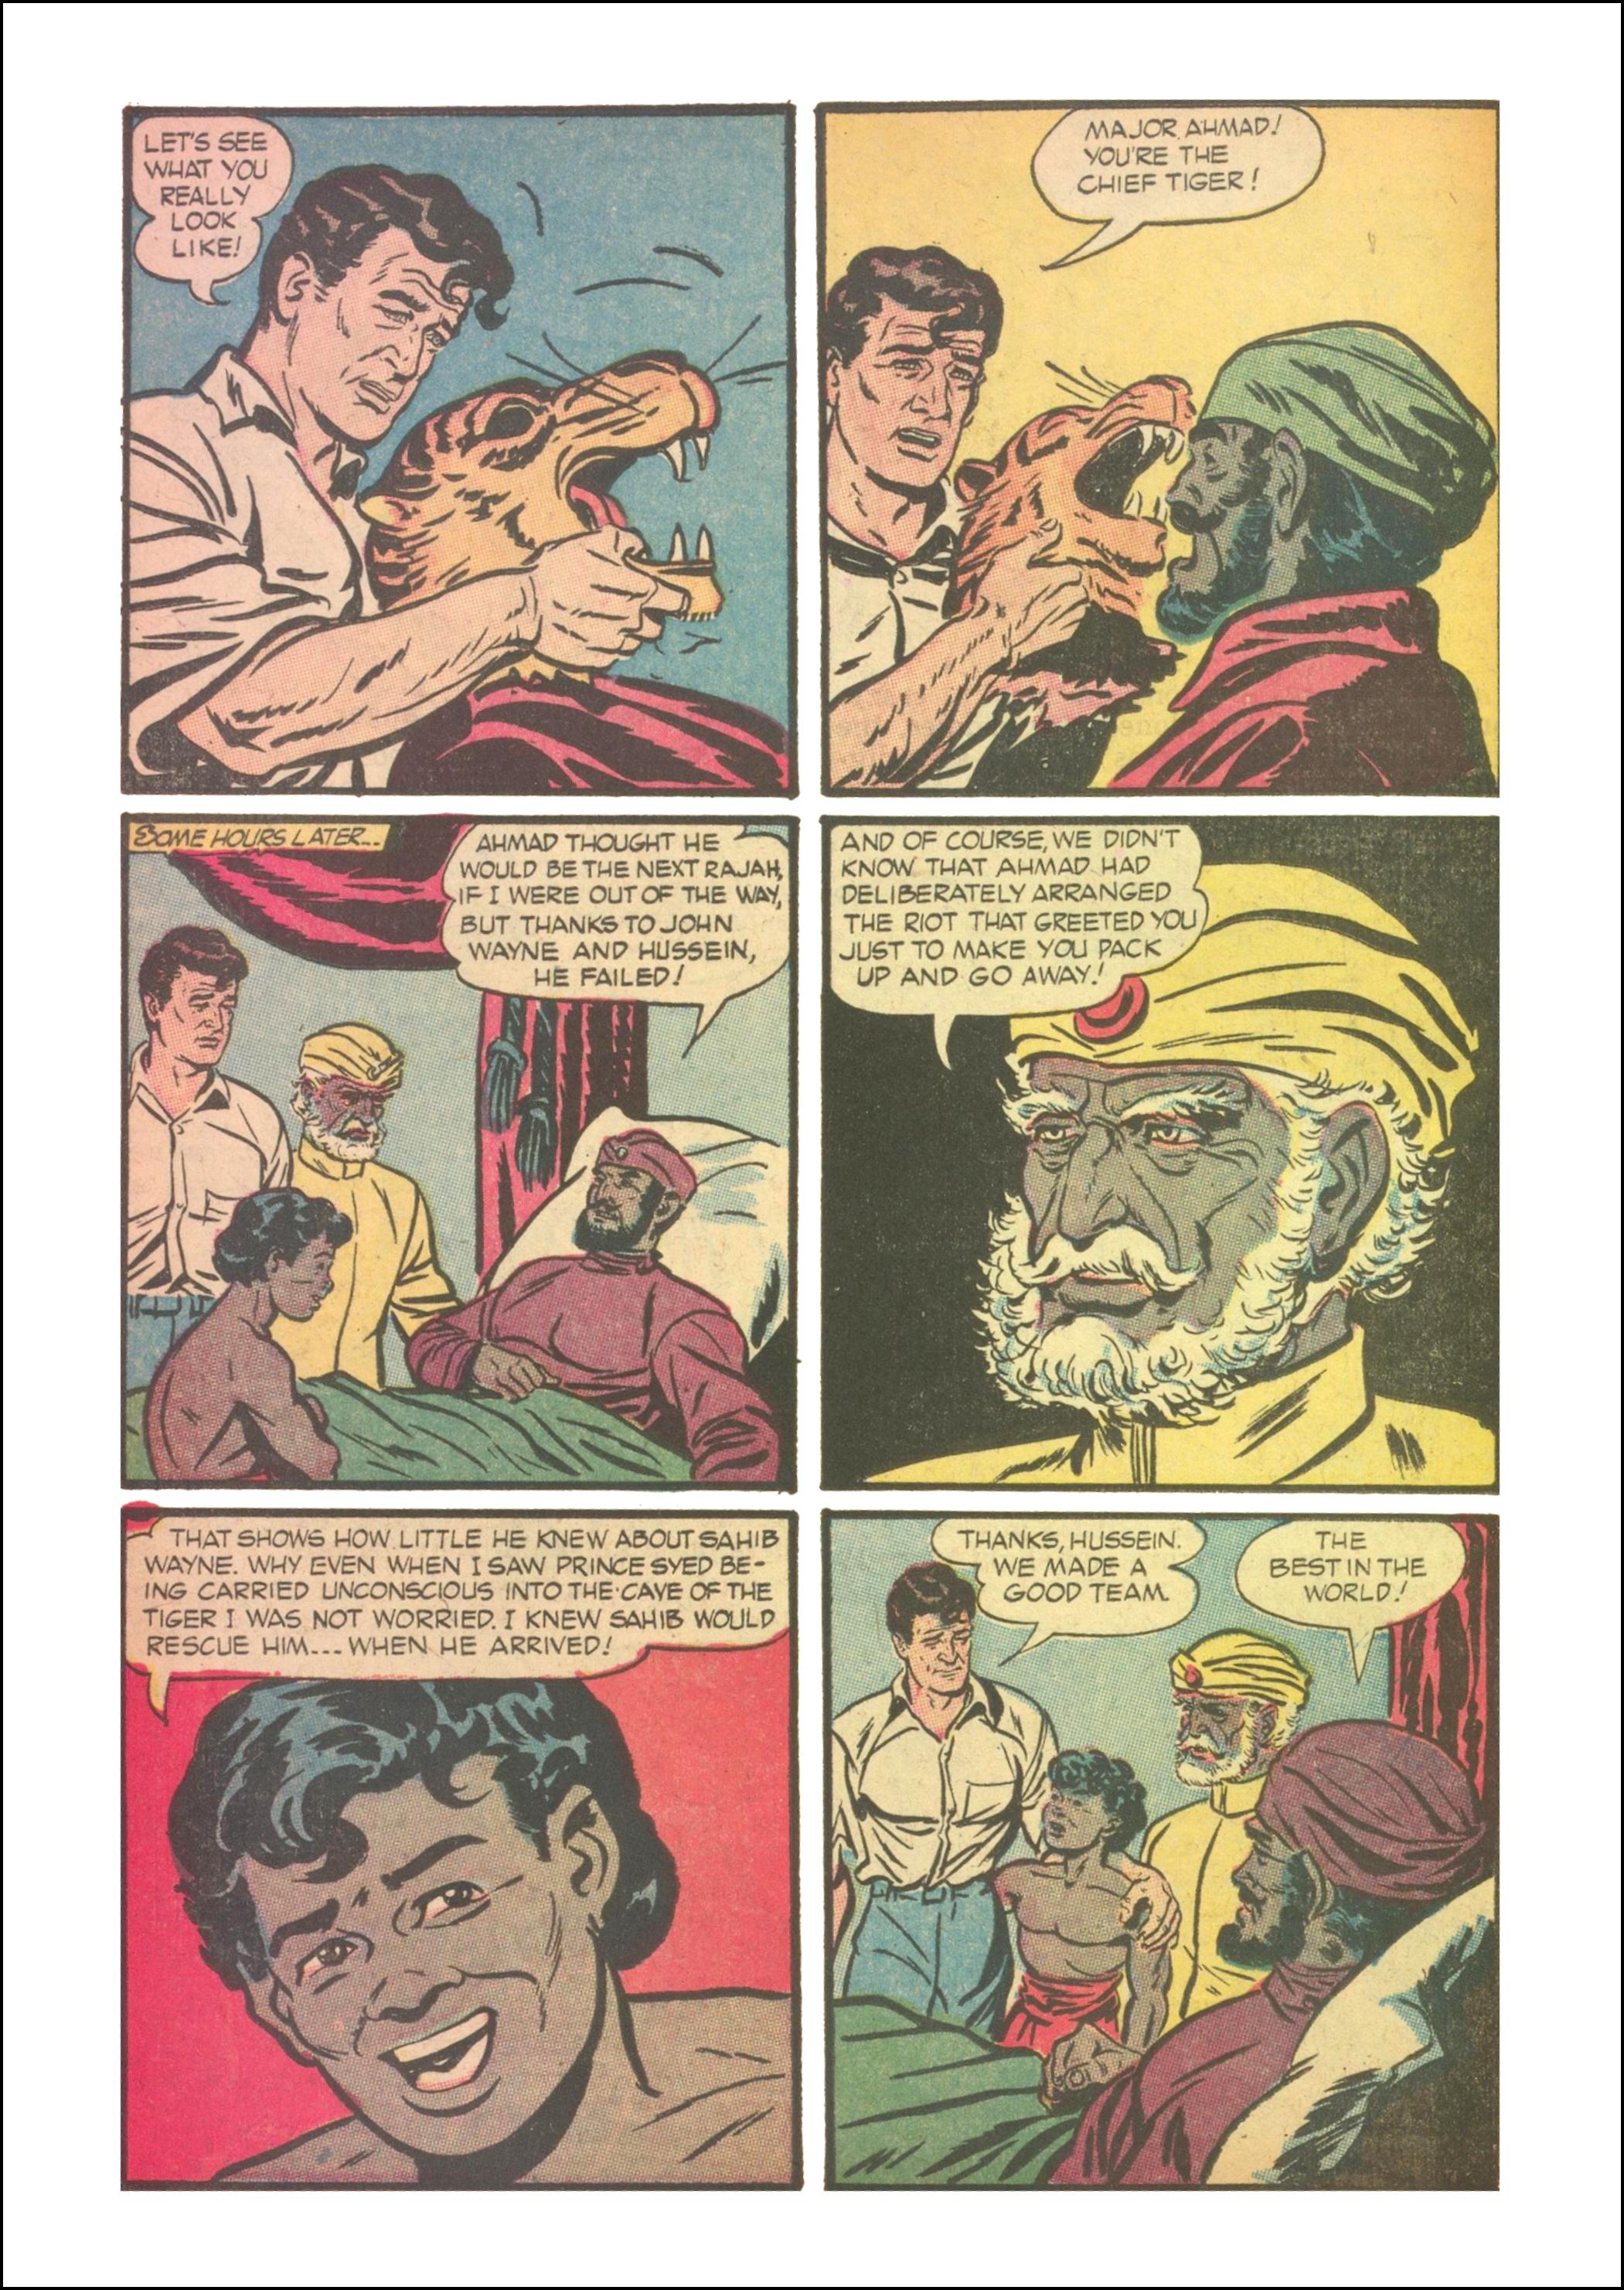 LET'S SEE
WHAT YOU
REALLY
LOOK
LIKE!
MAJOR AHMAD!
YOU'RE THE
CHIEF TIGER!
SOME HOURS LATER...
AHMAD THOUGHT HE
WOULD BE THE NEXT RAJAH,
IF I WERE OUT OF THE WAY,
BUT THANKS TO JOHN
WAYNE AND HUSSEIN,
HE FAILED!
AND OF COURSE, WE DIDN'T
KNOW THAT AHMAD HAD
DELIBERATELY ARRANGED
THE RIOT THAT GREETED YOU
JUST TO MAKE YOU PACK
UP AND GO AWAY!
THAT SHOWS HOW LITTLE HE KNEW ABOUT SAHIB
WAYNE. WHY EVEN WHEN I SAW PRINCE SYED BE-
ING CARRIED UNCONSCIOUS INTO THE CAVE OF THE
TIGER I WAS NOT WORRIED. I KNEW SAHIB WOULD
RESCUE HIM... WHEN HE ARRIVED!
THANKS, HUSSEIN.
WE MADE A
GOOD TEAM.
THE
BEST IN THE
WORLD!